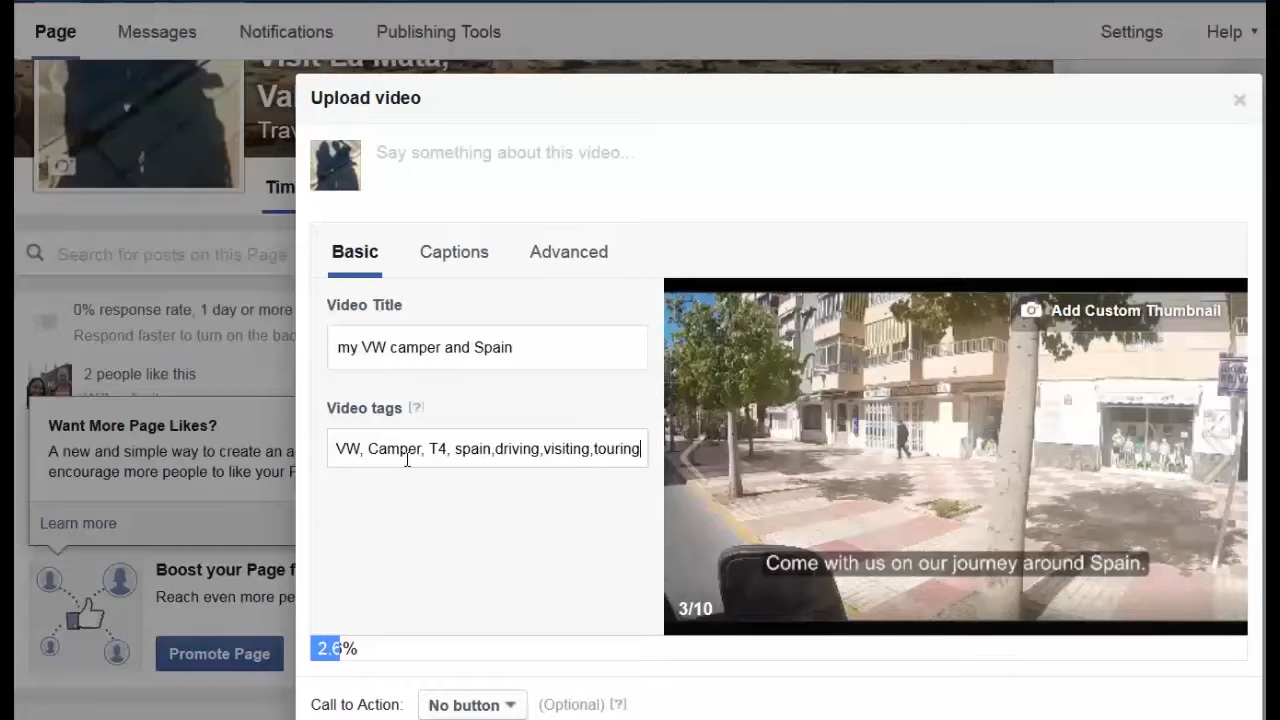 Page Messages Notifications Publishing Tools Settings Help
Visit La Mata,
Upload video
Say something about this video...
Search for posts on this Page
Basic Captions Advanced
Video Title
my VW camper and Spain
Add Custom Thumbnail
0% response rate, 1 day or more
Respond faster to turn on the
2 people like this
Want More Page Likes?
A new and simple way to create an
encourage more people to like your
Learn more
Video tags [?]
VW, Camper, T4, spain,driving,visiting,touring
Come with us on our journey around Spain.
3/10
Boost your Page
Reach even more
Promote Page
2.6%
Call to Action: No button (Optional) [?]